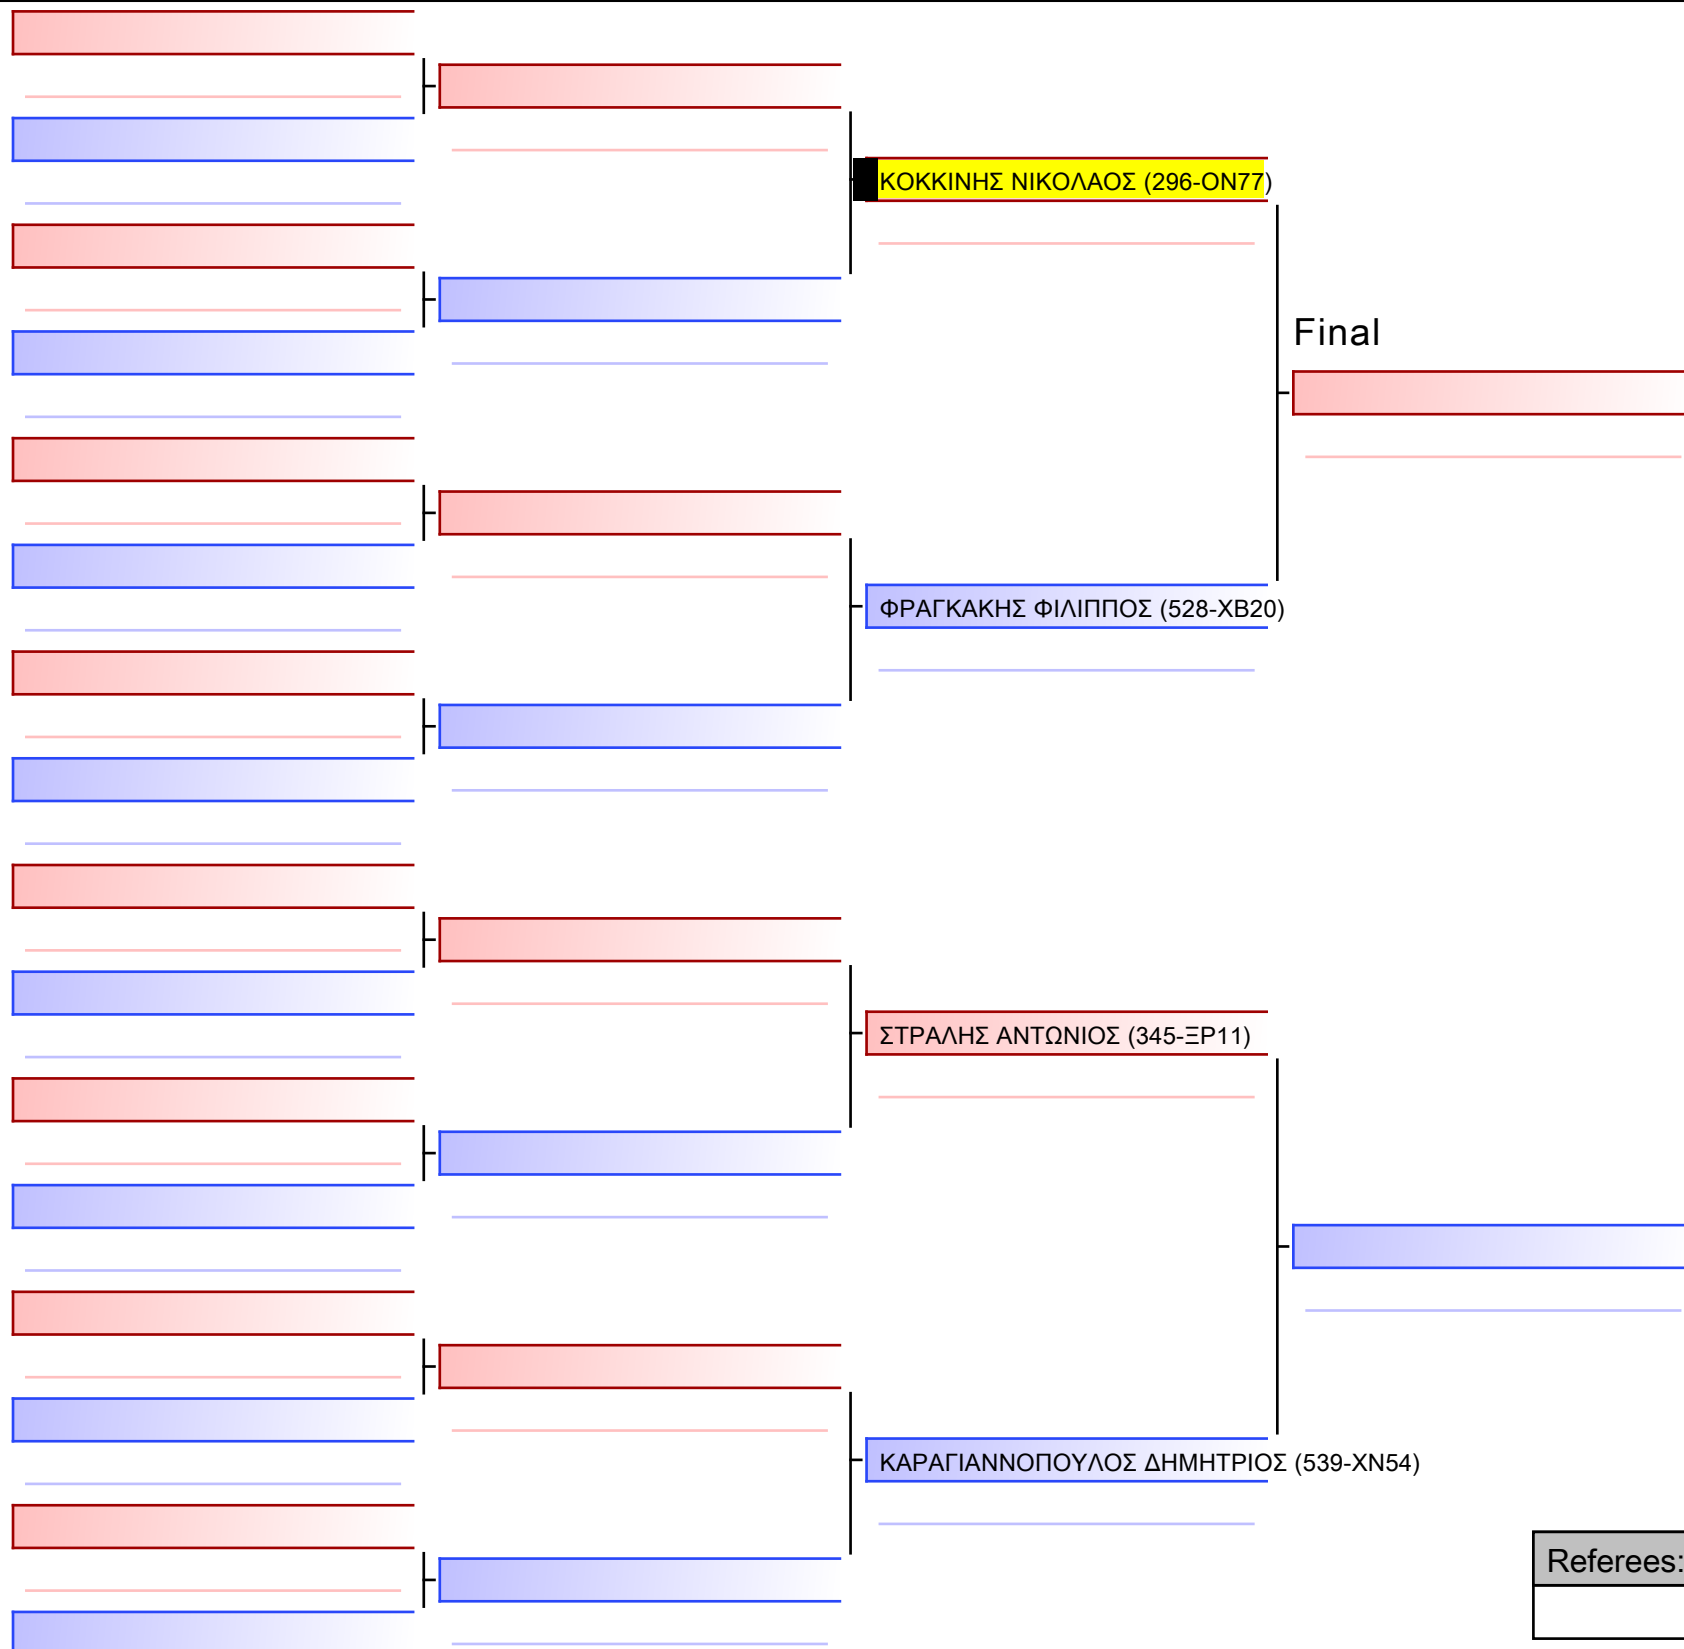 ΚΟΚΚΙΝΗΣ ΝΙΚΟΛΑΟΣ (296-ΟΝ77)
Final
ΦΡΑΓΚΑΚΗΣ ΦΙΛΙΠΠΟΣ (528-ΧΒ20)
ΣΤΡΑΛΗΣ ΑΝΤΩΝΙΟΣ (345-ΞΡ11)
ΚΑΡΑΓΙΑΝΝΟΠΟΥΛΟΣ ΔΗΜΗΤΡΙΟΣ (539-ΧΝ54)
Referees: